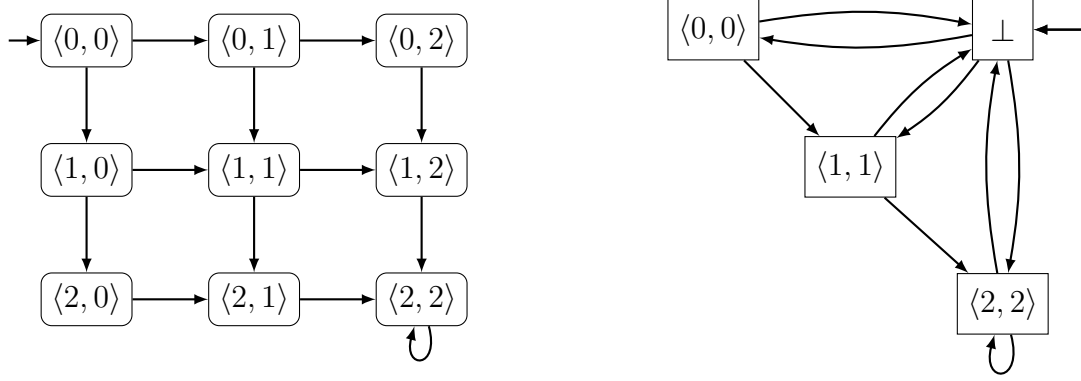 ⟨0, 0⟩ ⟨0, 1⟩ ⟨0, 2⟩
⟨1, 0⟩ ⟨1, 1⟩ ⟨1, 2⟩
⟨2, 0⟩ ⟨2, 1⟩ ⟨2, 2⟩
⟨0, 0⟩ ⊥
⟨1, 1⟩
⟨2, 2⟩